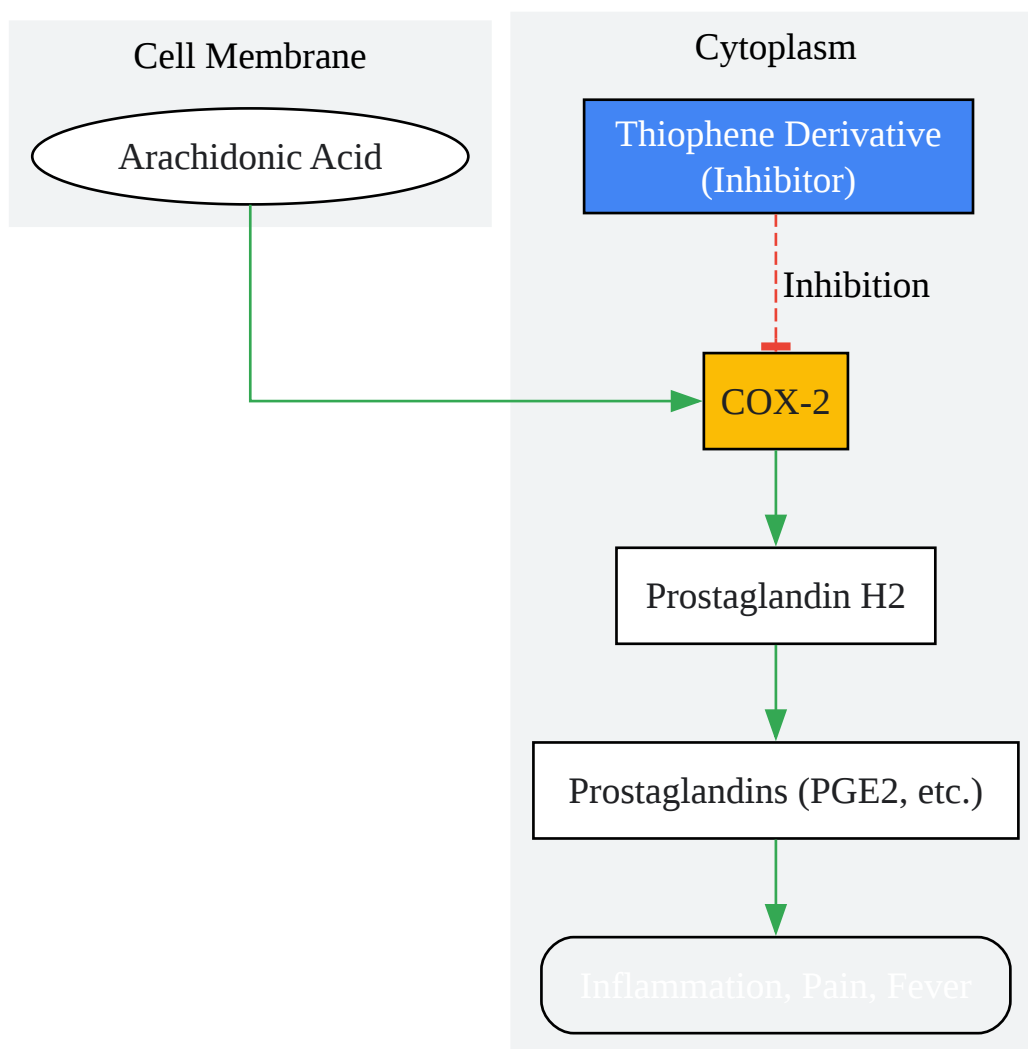 Cell Membrane
Arachidonic Acid
Cytoplasm
Thiophene Derivative
(Inhibitor)
Inhibition
COX-2
Prostaglandin H2
Prostaglandins (PGE2, etc.)
Inflammation, Pain, Fever